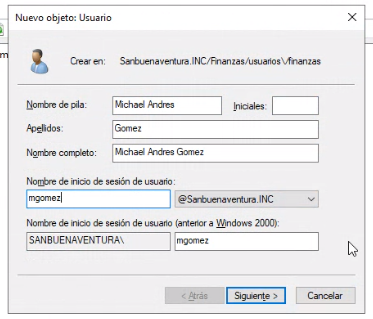 Nuevo objeto: Usuario
Crear en: Sanbuenaventura.INC/Finanzas/usuarios\/finanzas
Nombre de pila: Michael Andres Iniciales:
Apellidos: Gomez
Nombre completo: Michael Andres Gomez
Nombre de inicio de sesión de usuario:
mgomez @Sanbuenaventura.INC
Nombre de inicio de sesión de usuario (anterior a Windows 2000):
SANBUENAVENTURA\ mgomez
< Atrás Siguiente > Cancelar